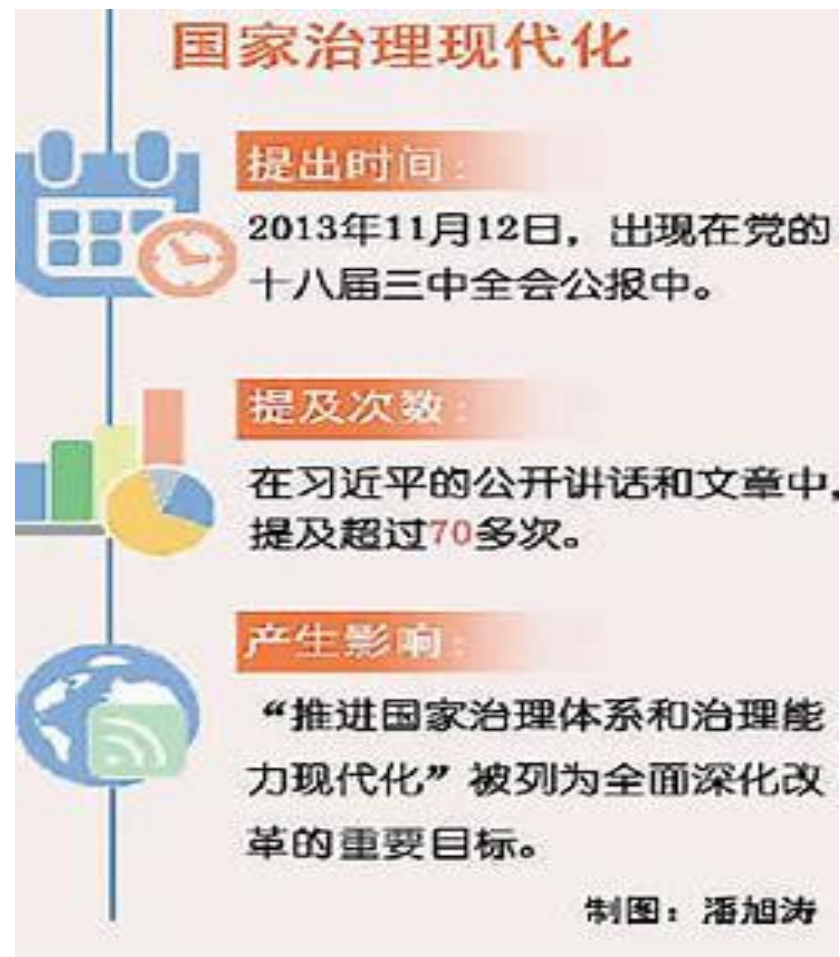 国家治理现代化
提出时间：
2013年11月12日，出现在党的
十八届三中全会公报中。
提及次数：
在习近平的公开讲话和文章中，
提及超过70多次。
产生影响：
“推进国家治理体系和治理能
力现代化”被列为全面深化改
革的重要目标。
制图：潘旭涛